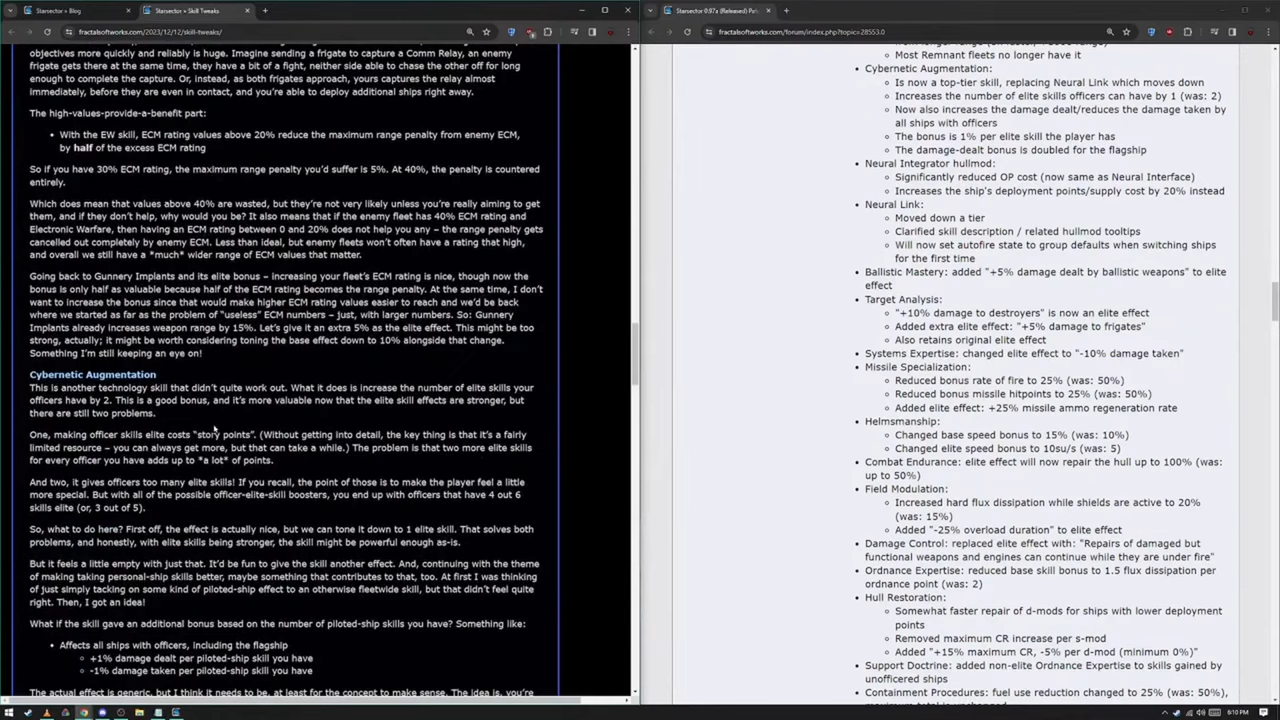 Starsector » Blog
Starsector » Skill Tweaks
fractalsoftworks.com/2023/12/12/skill-tweaks/
objectives more quickly and reliably is huge. Imagine sending a frigate to capture a Comm Relay, an enemy
frigate gets there at the same time, they have a bit of a fight, neither side able to chase the other off for long
enough to complete the capture. Or, instead, as both frigates approach, yours captures the relay almost
immediately, before they are even in contact, and you're able to deploy additional ships right away.
The high-values-provide-a-benefit part:
• With the EW skill, ECM rating values above 20% reduce the maximum range penalty from enemy ECM,
by half of the excess ECM rating
So if you have 30% ECM rating, the maximum range penalty you'd suffer is 5%. At 40%, the penalty is countered
entirely.
Which does mean that values above 40% are wasted, but they're not very likely unless you're really aiming to get
them, and if they don't help, why would you be? It also means that if the enemy fleet has 40% ECM rating and
Electronic Warfare, then having an ECM rating between 0 and 20% does not help you any – the range penalty gets
cancelled out completely by enemy ECM. Less than ideal, but enemy fleets won't often have a rating that high,
and overall we still have a *much* wider range of ECM values that matter.
Going back to Gunnery Implants and its elite bonus – increasing your fleet's ECM rating is nice, though now the
bonus is only half as valuable because half of the ECM rating becomes the range penalty. At the same time, I don't
want to increase the bonus since that would make higher ECM rating values easier to reach and we'd be back
where we started as far as the problem of "useless" ECM numbers – just, with larger numbers. So: Gunnery
Implants already increases weapon range by 15%. Let's give it an extra 5% as the elite effect. This might be too
strong, actually; it might be worth considering toning the base effect down to 10% alongside that change.
Something I'm still keeping an eye on!
Cybernetic Augmentation
This is another technology skill that didn't quite work out. What it does is increase the number of elite skills your
officers have by 2. This is a good bonus, and it's more valuable now that the elite skill effects are stronger, but
there are still two problems.
One, making officer skills elite costs "story points". (Without getting into detail, the key thing is that it's a fairly
limited resource – you can always get more, but that can take a while.) The problem is that two more elite skills
for every officer you have adds up to *a lot* of points.
And two, it gives officers too many elite skills! If you recall, the point of those is to make the player feel a little
more special. But with all of the possible officer-elite-skill boosters, you end up with officers that have 4 out 6
skills elite (or, 3 out of 5).
So, what to do here? First off, the effect is actually nice, but we can tone it down to 1 elite skill. That solves both
problems, and honestly, with elite skills being stronger, the skill might be powerful enough as-is.
But it feels a little empty with just that. It'd be fun to give the skill another effect. And, continuing with the theme
of making taking personal-ship skills better, maybe something that contributes to that, too. At first I was thinking
of just simply tacking on some kind of piloted-ship effect to an otherwise fleetwide skill, but that didn't feel quite
right. Then, I got an idea!
What if the skill gave an additional bonus based on the number of piloted-ship skills you have? Something like:
• Affects all ships with officers, including the flagship
+1% damage dealt per piloted-ship skill you have
-1% damage taken per piloted-ship skill you have
The actual effect is generic, but I think it needs to be, at least for the concept to make sense. The idea is, you're
Starsector 0.97a (Released) Pat
fractalsoftworks.com/forum/index.php?topic=28553.0
Most Remnant fleets no longer have it
• Cybernetic Augmentation:
Is now a top-tier skill, replacing Neural Link which moves down
Increases the number of elite skills officers can have by 1 (was: 2)
Now also increases the damage dealt/reduces the damage taken by
all ships with officers
The bonus is 1% per elite skill the player has
The damage-dealt bonus is doubled for the flagship
• Neural Integrator hullmod:
Significantly reduced OP cost (now same as Neural Interface)
Increases the ship's deployment points/supply cost by 20% instead
• Neural Link:
Moved down a tier
Clarified skill description / related hullmod tooltips
Will now set autofire state to group defaults when switching ships
for the first time
• Ballistic Mastery: added "+5% damage dealt by ballistic weapons" to elite
effect
• Target Analysis:
"+10% damage to destroyers" is now an elite effect
Added extra elite effect: "+5% damage to frigates"
Also retains original elite effect
• Systems Expertise: changed elite effect to "-10% damage taken"
• Missile Specialization:
Reduced bonus rate of fire to 25% (was: 50%)
Reduced bonus missile hitpoints to 25% (was: 50%)
Added elite effect: +25% missile ammo regeneration rate
• Helmsmanship:
Changed base speed bonus to 15% (was: 10%)
Changed elite speed bonus to 10su/s (was: 5)
• Combat Endurance: elite effect will now repair the hull up to 100% (was:
up to 50%)
• Field Modulation:
Increased hard flux dissipation while shields are active to 20%
(was: 15%)
Added "-25% overload duration" to elite effect
• Damage Control: replaced elite effect with: "Repairs of damaged but
functional weapons and engines can continue while they are under fire"
• Ordnance Expertise: reduced base skill bonus to 1.5 flux dissipation per
ordnance point (was: 2)
• Hull Restoration:
Somewhat faster repair of d-mods for ships with lower deployment
points
Removed maximum CR increase per s-mod
Added "+15% maximum CR, -5% per d-mod (minimum 0%)"
• Support Doctrine: added non-elite Ordnance Expertise to skills gained by
unofficered ships
• Containment Procedures: fuel use reduction changed to 25% (was: 50%),
6:10 PM